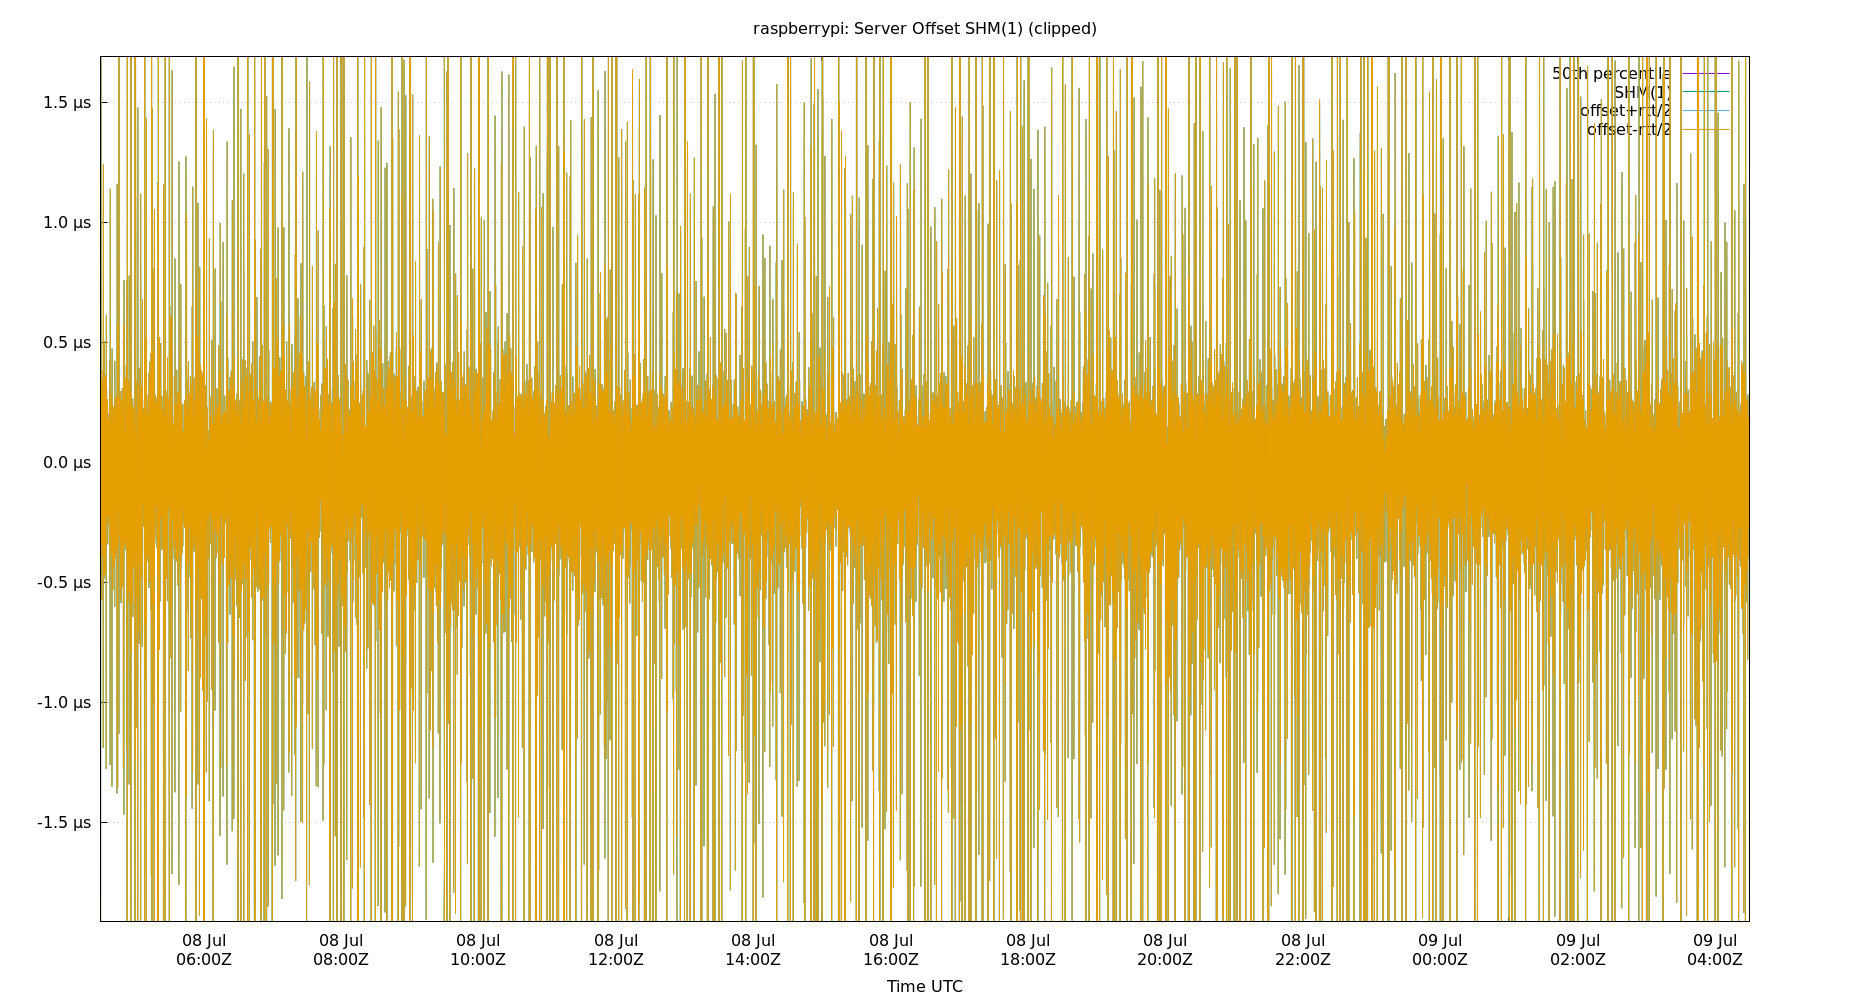 raspberrypi: Server Offset SHM(1) (clipped)
50th percentile
SHM(1)
offset+rtt/2
offset-rtt/2
1.5 µs
1.0 µs
0.5 µs
0.0 µs
-0.5 µs
-1.0 µs
-1.5 µs
08 Jul 08 Jul 08 Jul 08 Jul 08 Jul 08 Jul 08 Jul 08 Jul 08 Jul 09 Jul 09 Jul 09 Jul
06:00Z 08:00Z 10:00Z 12:00Z 14:00Z 16:00Z 18:00Z 20:00Z 22:00Z 00:00Z 02:00Z 04:00Z
Time UTC